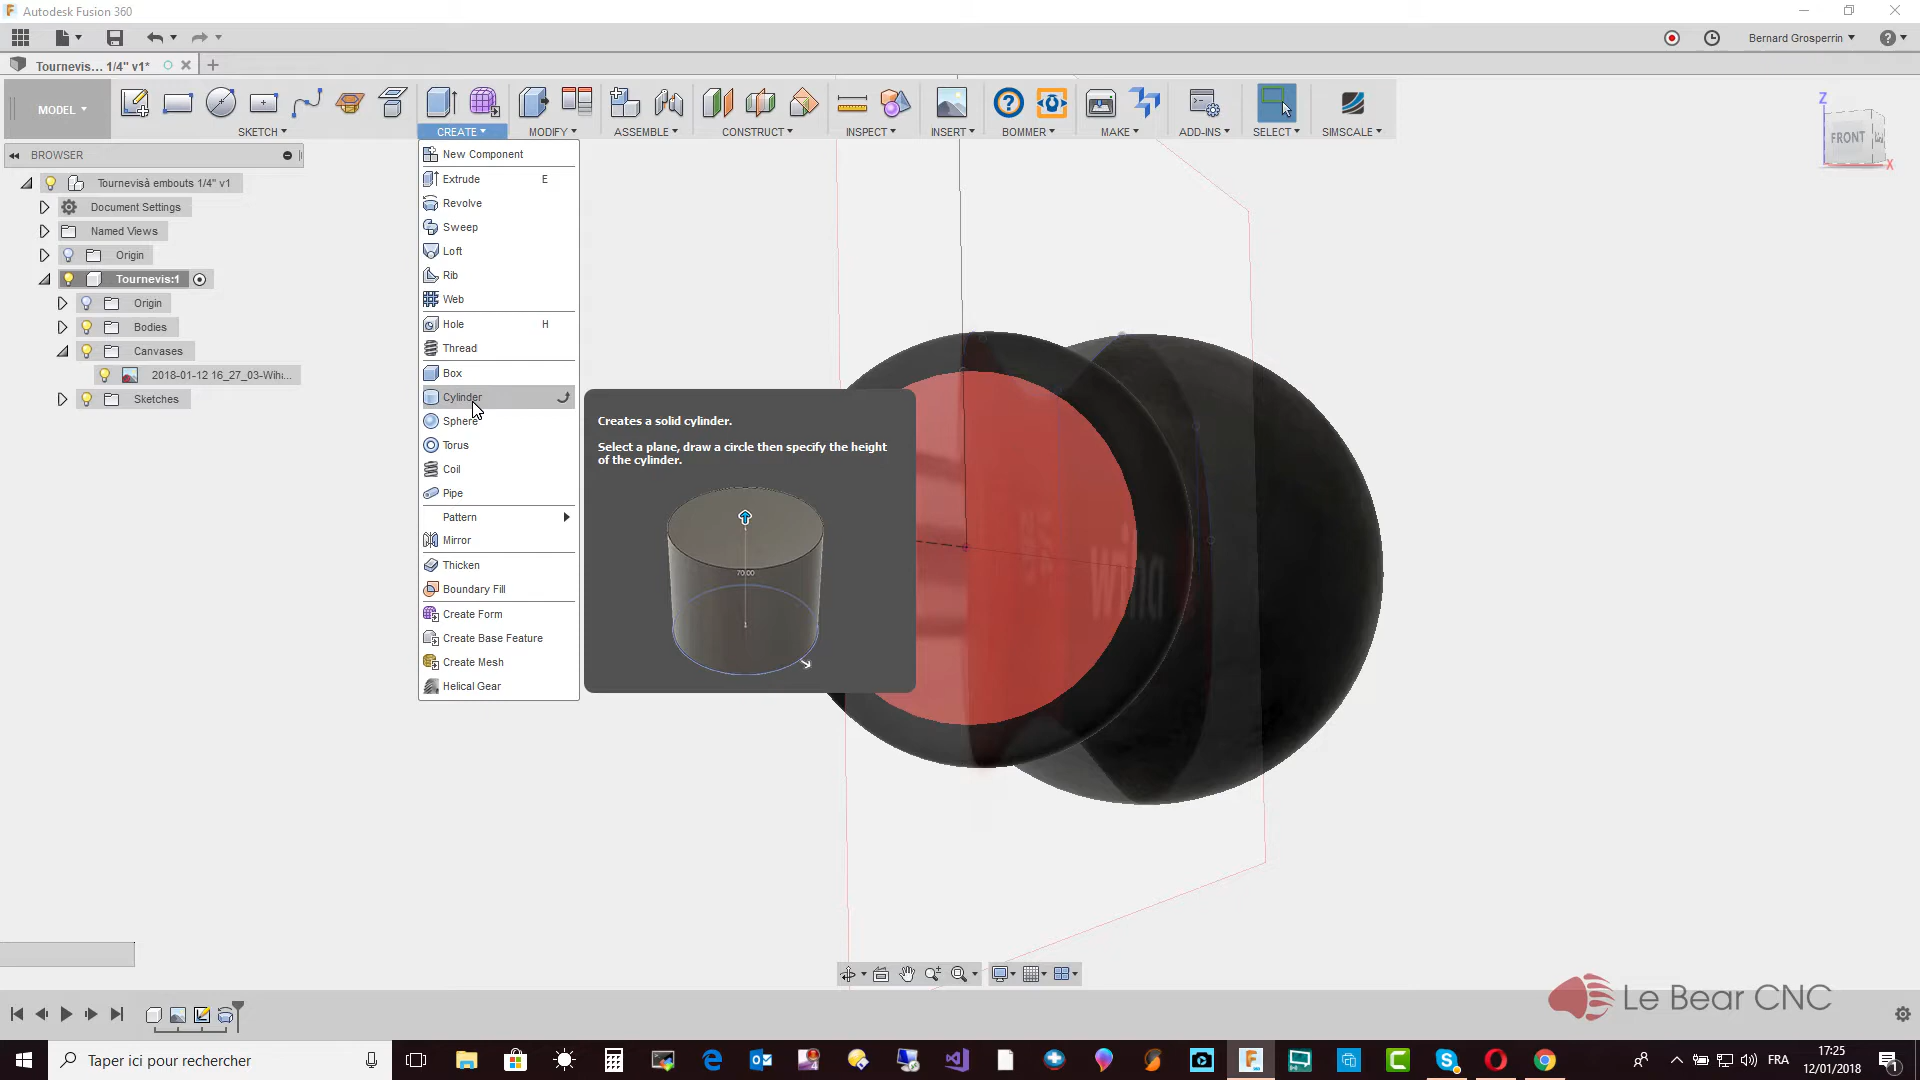 Autodesk Fusion 360
Bernard Grosperrin
Tournevis... 1/4" v1*
MODEL
SKETCH
CREATE
MODIFY
ASSEMBLE
CONSTRUCT
INSPECT
INSERT
BOMMER
MAKE
ADD-INS
SELECT
SIMSCALE
BROWSER
Tournevisà embouts 1/4" v1
Document Settings
Named Views
Origin
Tournevis:1
Origin
Bodies
Canvases
2018-01-12 16_27_03-Wih...
Sketches
New Component
Extrude E
Revolve
Sweep
Loft
Rib
Web
Hole H
Thread
Box
Cylinder
Sphere
Torus
Coil
Pipe
Pattern
Mirror
Thicken
Boundary Fill
Create Form
Create Base Feature
Create Mesh
Helical Gear
Creates a solid cylinder.
Select a plane, draw a circle then specify the height
of the cylinder.
70.00
Z
FRONT
X
Le Bear CNC
Taper ici pour rechercher
FRA
17:25
12/01/2018
1